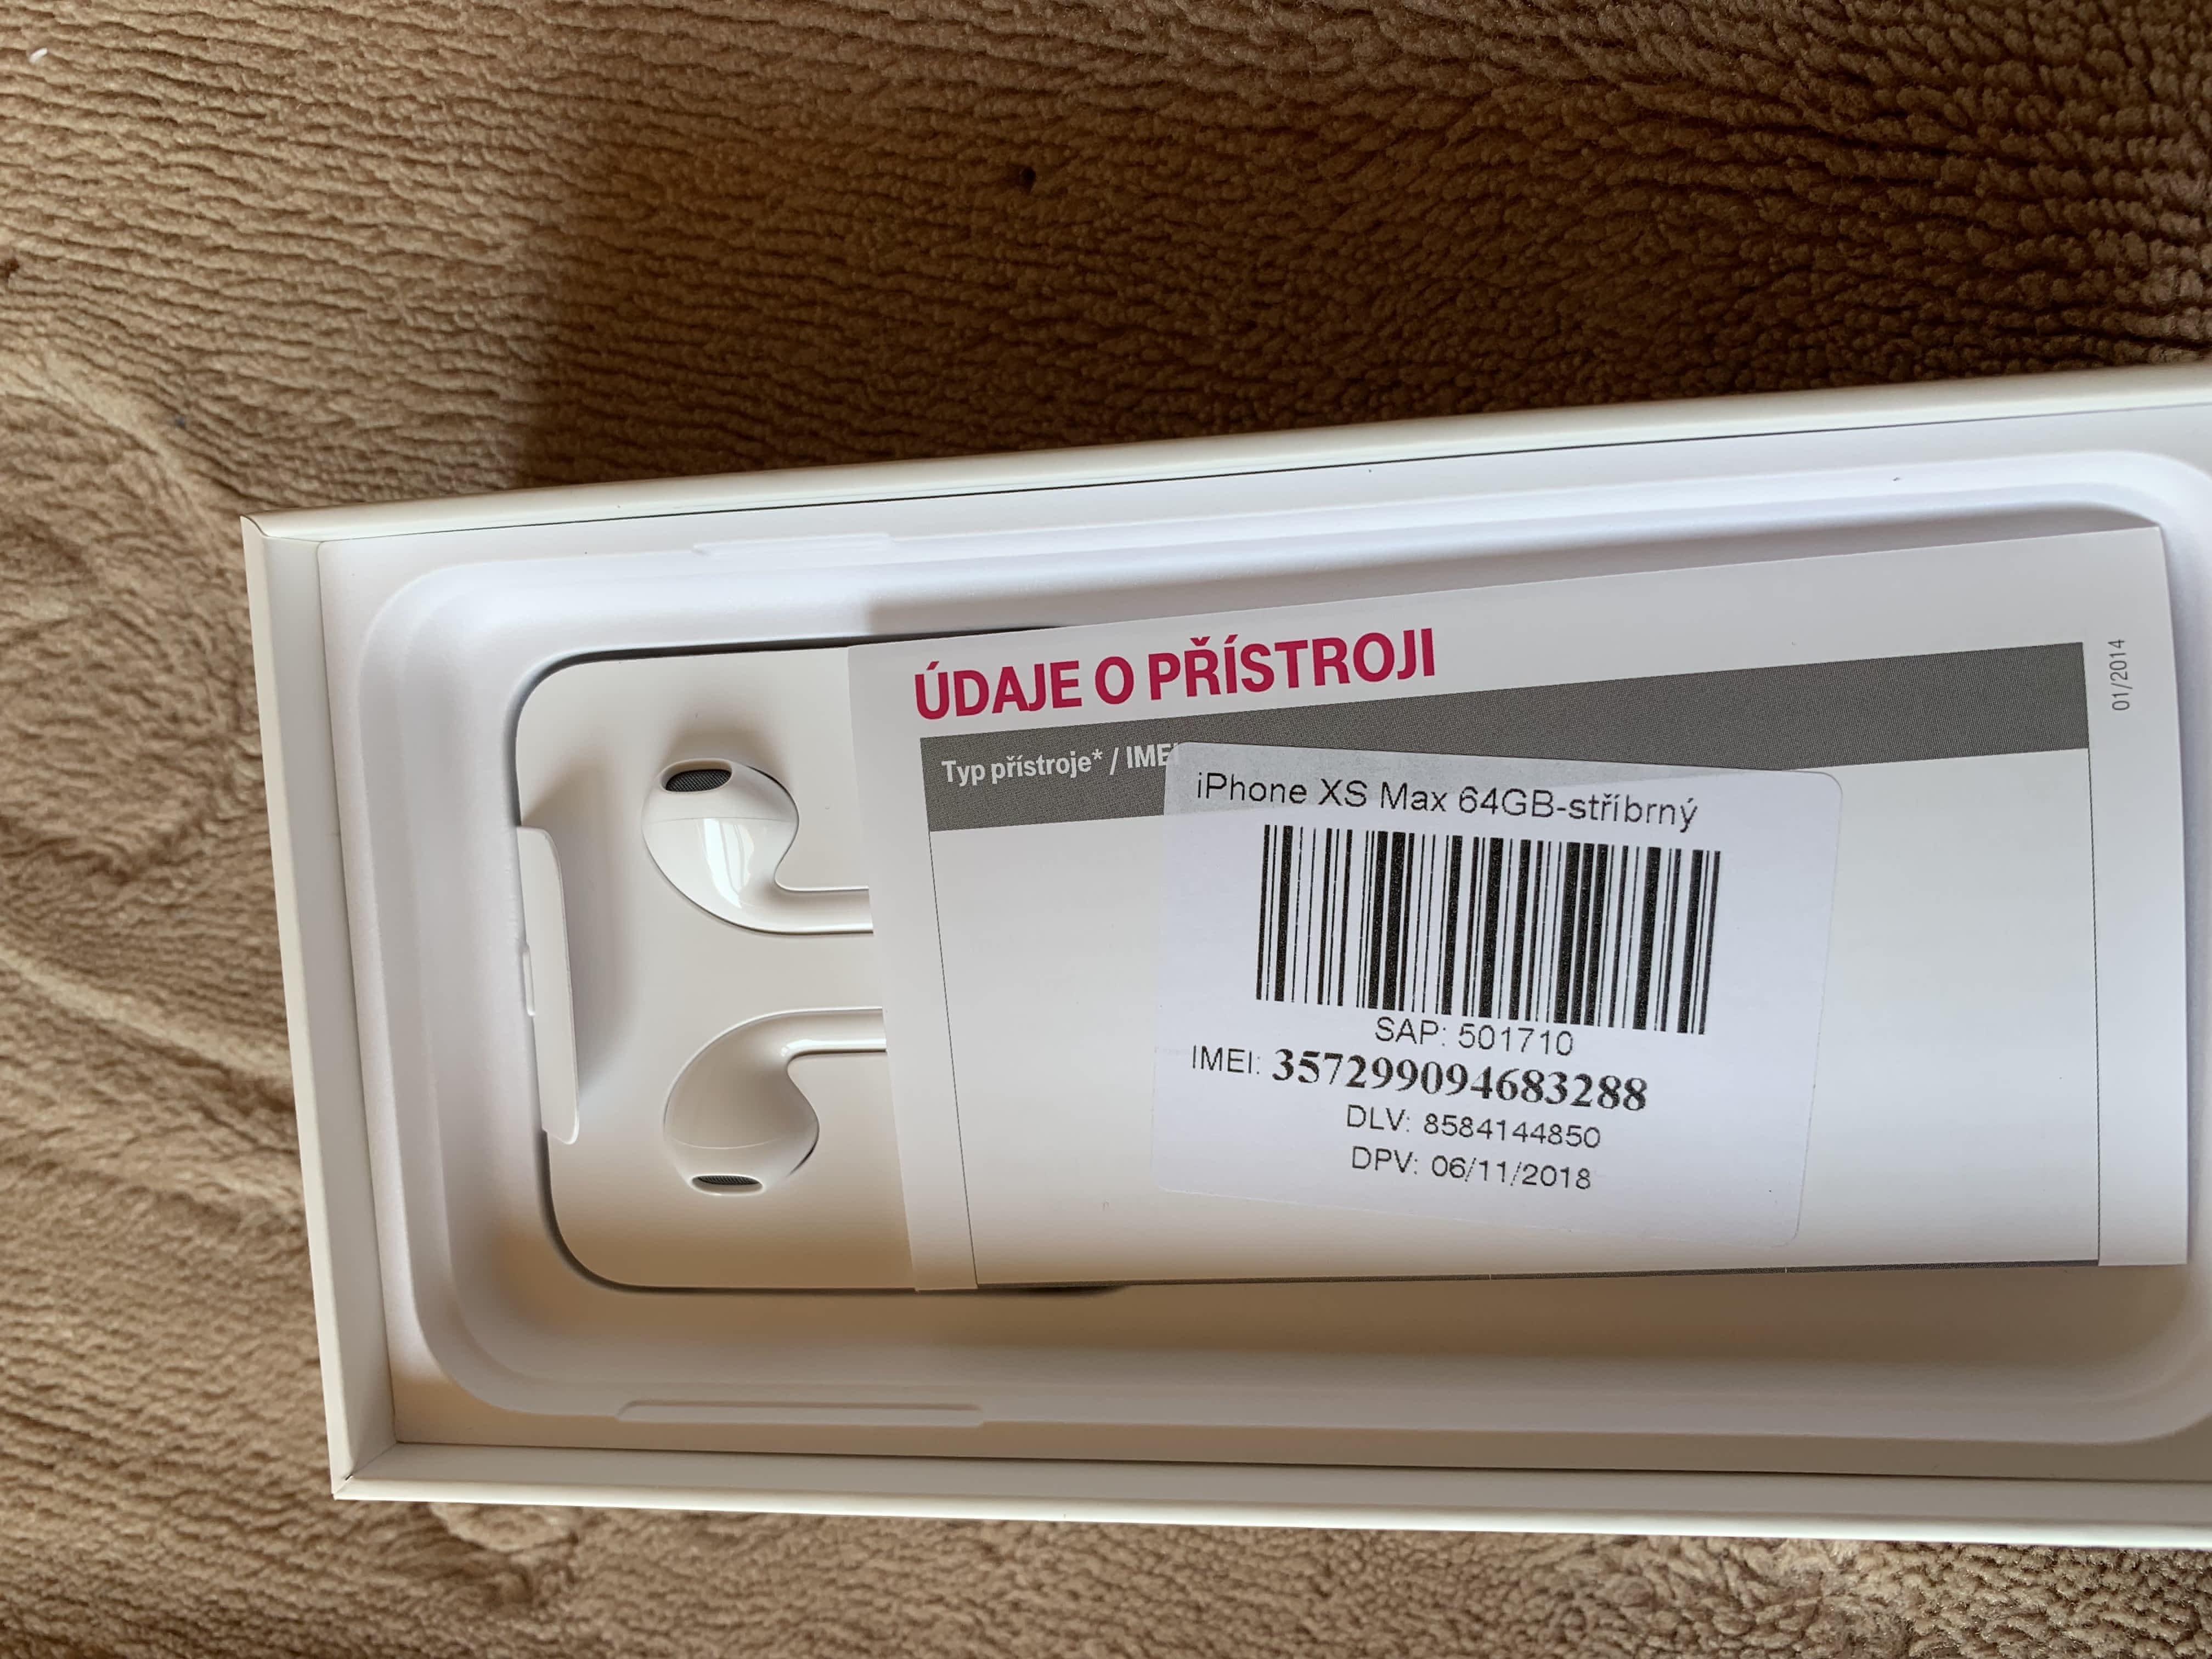 ÚDAJE O PŘÍSTROJI
01/2014
Typ přístroje* / IMEI
iPhone XS Max 64GB-stříbrný
SAP: 501710
IMEI: 357299094683288
DLV: 8584144850
DPV: 06/11/2018